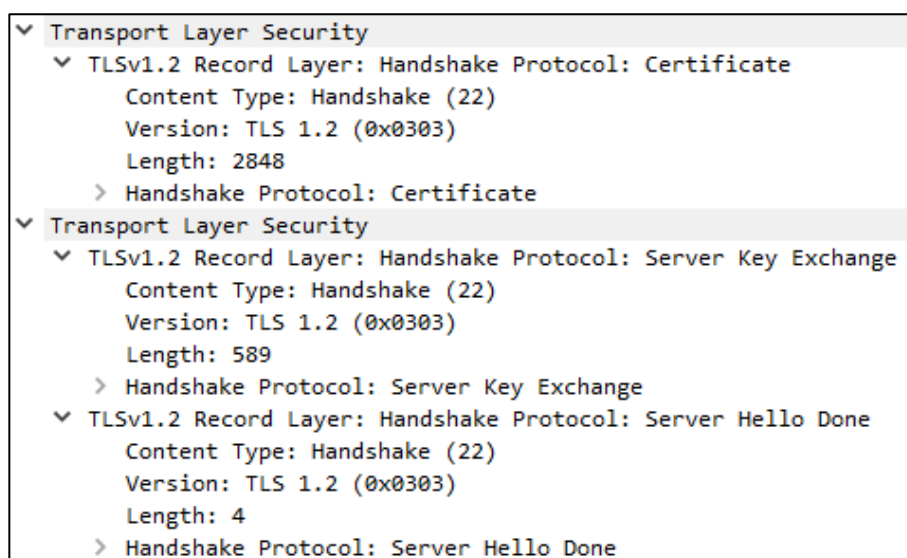 Transport Layer Security
TLSv1.2 Record Layer: Handshake Protocol: Certificate
Content Type: Handshake (22)
Version: TLS 1.2 (0x0303)
Length: 2848
Handshake Protocol: Certificate
Transport Layer Security
TLSv1.2 Record Layer: Handshake Protocol: Server Key Exchange
Content Type: Handshake (22)
Version: TLS 1.2 (0x0303)
Length: 589
Handshake Protocol: Server Key Exchange
TLSv1.2 Record Layer: Handshake Protocol: Server Hello Done
Content Type: Handshake (22)
Version: TLS 1.2 (0x0303)
Length: 4
Handshake Protocol: Server Hello Done